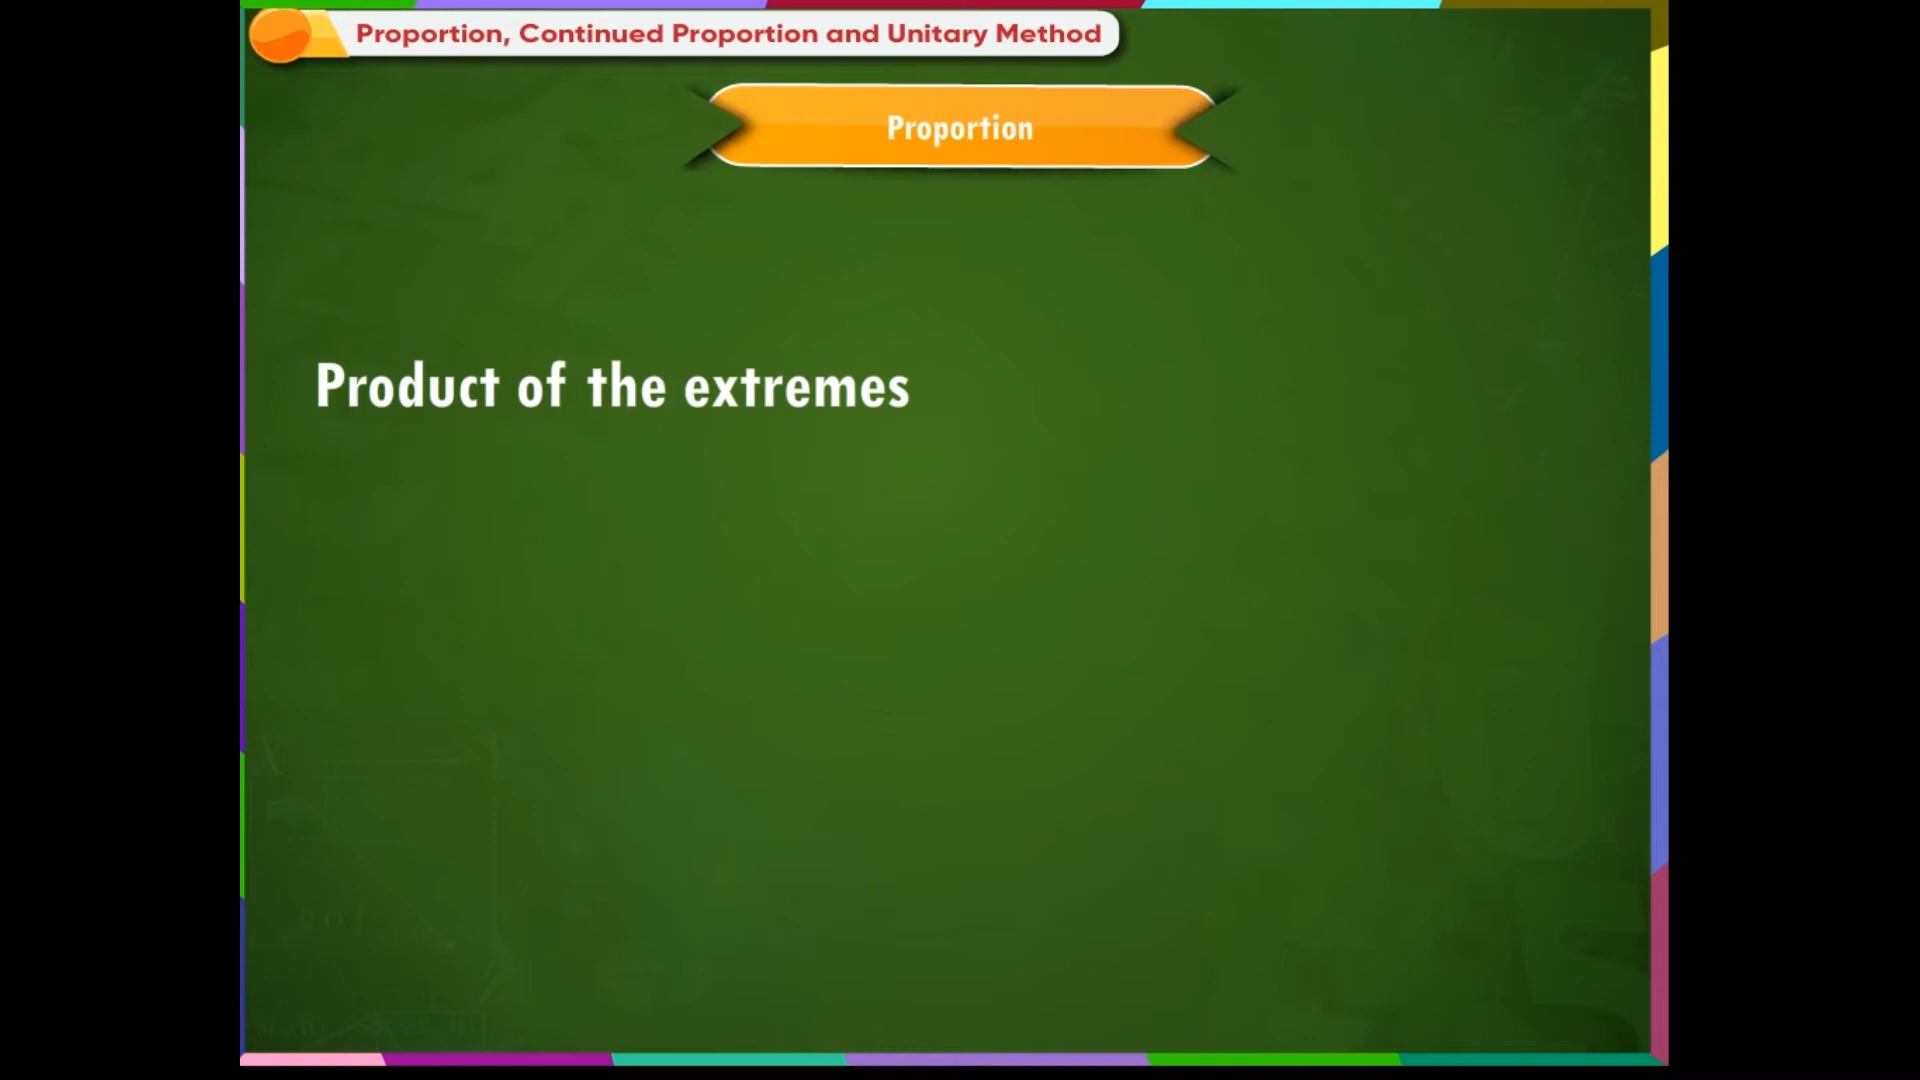 Proportion, Continued Proportion and Unitary Method
Proportion
Product of the extremes